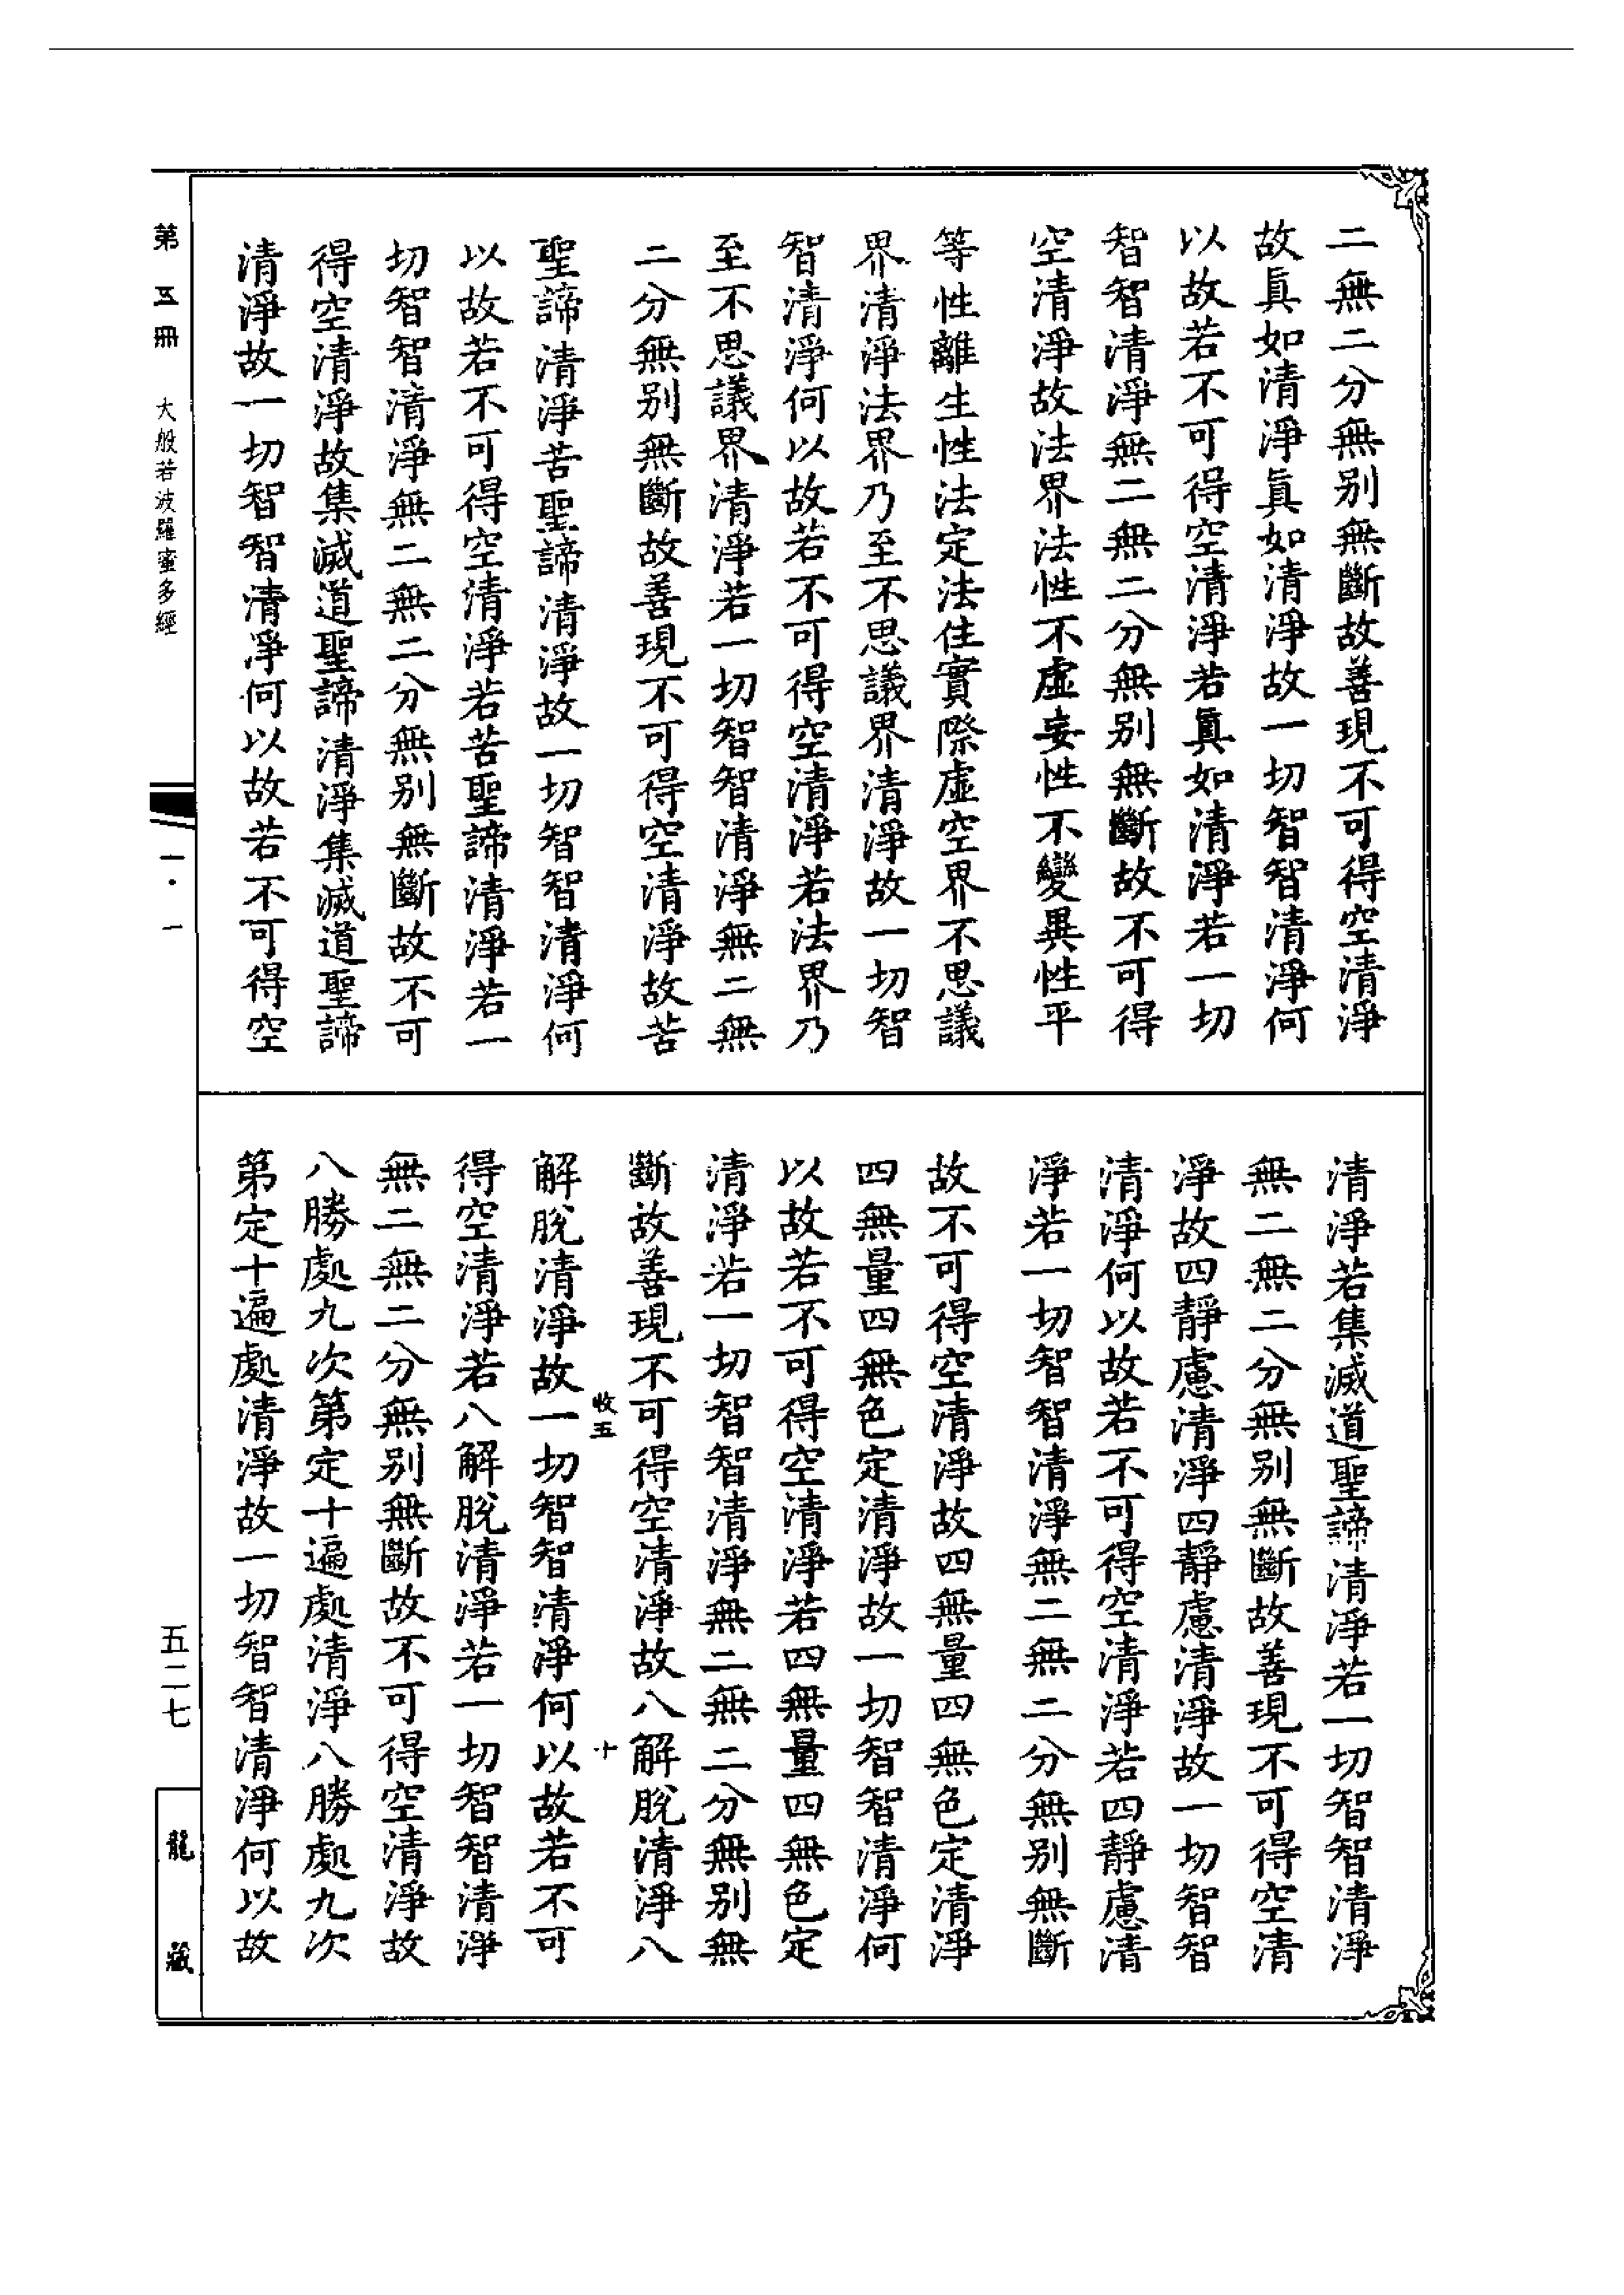 二無二分無别無斷故善現不可得空清淨
故眞如清淨眞如清淨故一切智智清淨何
以故若不可得空清淨若眞如清淨若一切
智智清淨無二無二分無别無斷故不可得
空清淨故法界法性不虛妄性不變異性平
等性離生性法定法住實際虛空界不思議
界清淨法界乃至不思議界清淨故一切智
智清淨何以故若不可得空清淨若法界乃
至不思議界清淨若一切智智清淨無二無
二分無别無斷故善現不可得空清淨故苦
聖諦清淨苦聖諦清淨故一切智智清淨何
以故若不可得空清淨若苦聖諦清淨若一
切智智清淨無二無二分無别無斷故不可
得空清淨故集滅道聖諦清淨集滅道聖諦
清淨故一切智智清淨何以故若不可得空
清淨若集滅道聖諦清淨若一切智智清淨
無二無二分無别無斷故善現不可得空清
淨故四靜慮清淨四靜慮清淨故一切智智
清淨何以故若不可得空清淨若四靜慮清
淨若一切智智清淨無二無二分無别無斷
故不可得空清淨故四無量四無色定清淨
四無量四無色定清淨故一切智智清淨何
以故若不可得空清淨若四無量四無色定
清淨若一切智智清淨無二無二分無别無
斷故善現不可得空清淨故八解脫清淨八
收五 十
解脫清淨故一切智智清淨何以故若不可
得空清淨若八解脫清淨若一切智智清淨
無二無二分無别無斷故不可得空清淨故
八勝處九次第定十遍處清淨八勝處九次
第定十遍處清淨故一切智智清淨何以故
第五冊 大般若波羅蜜多經 一·一 五二七 龍藏